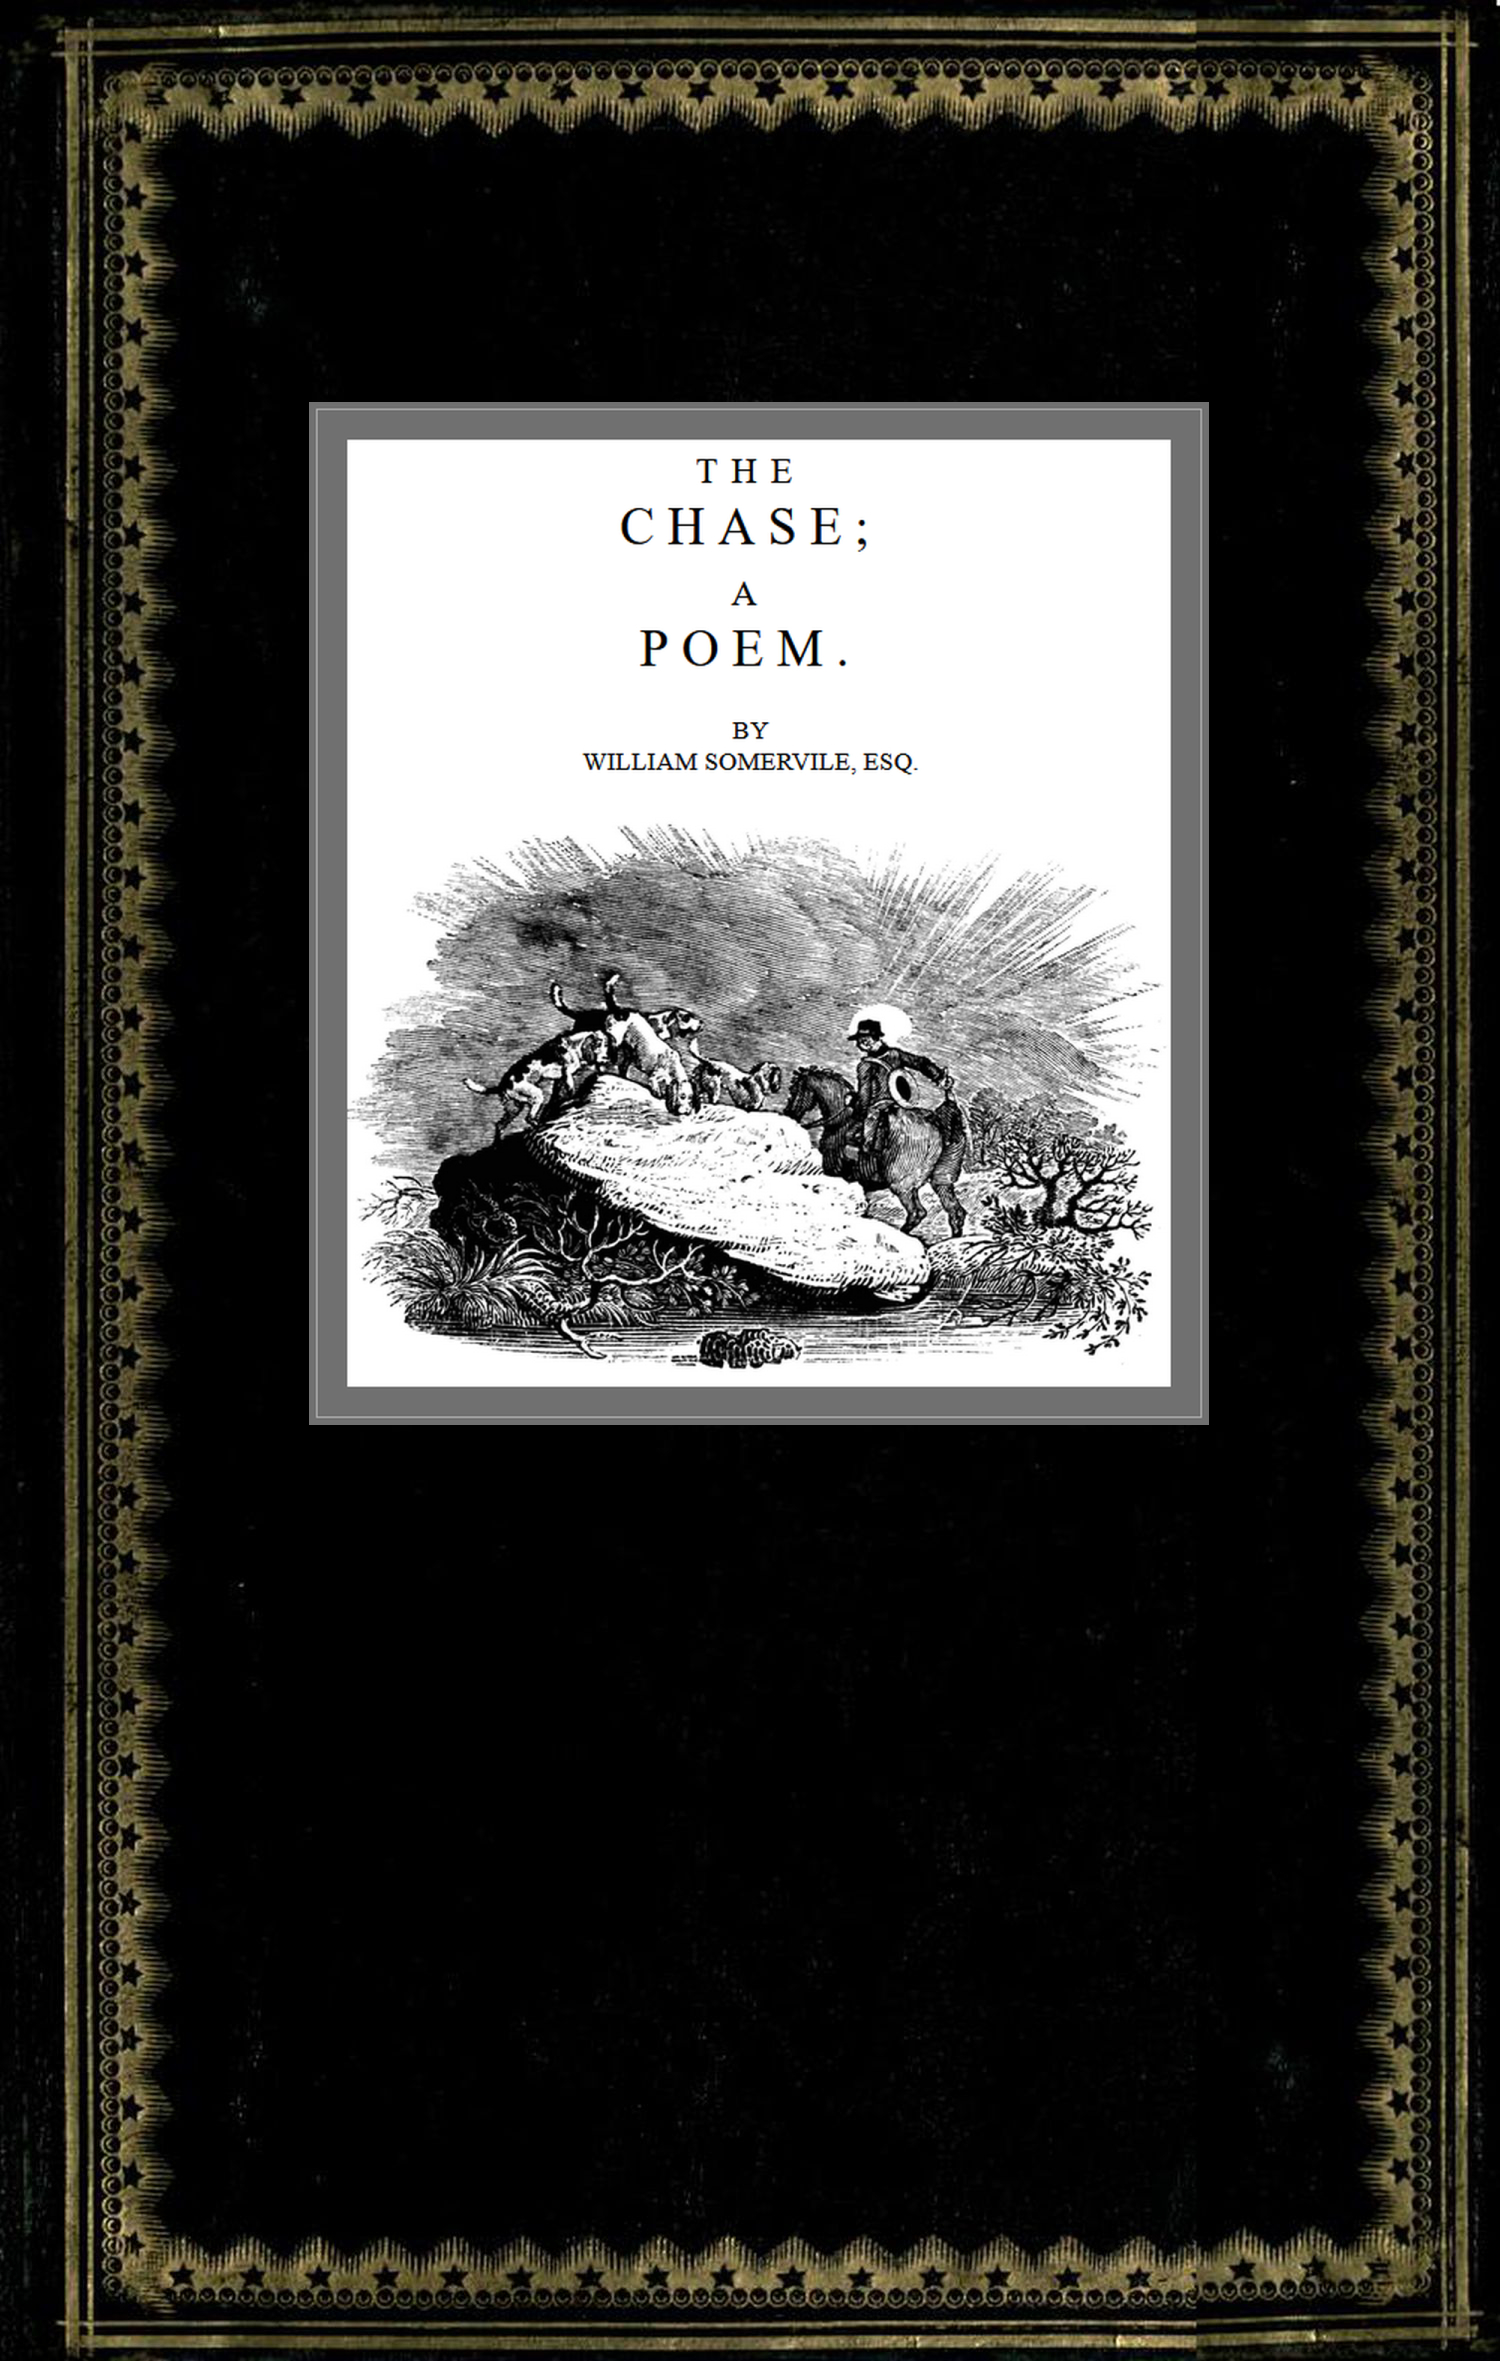 THE
CHASE;
A
POEM.
BY
WILLIAM SOMERVILE, ESQ.